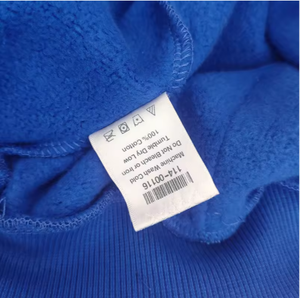 114-00116
Machine Wash Cold
Do Not Bleach or Iron
Tumble Dry Low
100% Cotton